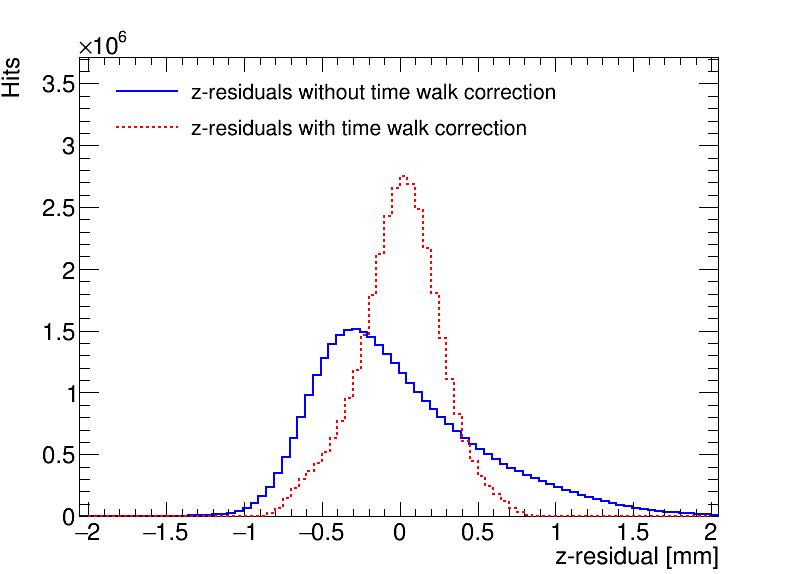 ×10⁶
Hits
z-residuals without time walk correction
z-residuals with time walk correction
3.5
3
2.5
2
1.5
1
0.5
0
−2 −1.5 −1 −0.5 0 0.5 1 1.5 2
z-residual [mm]